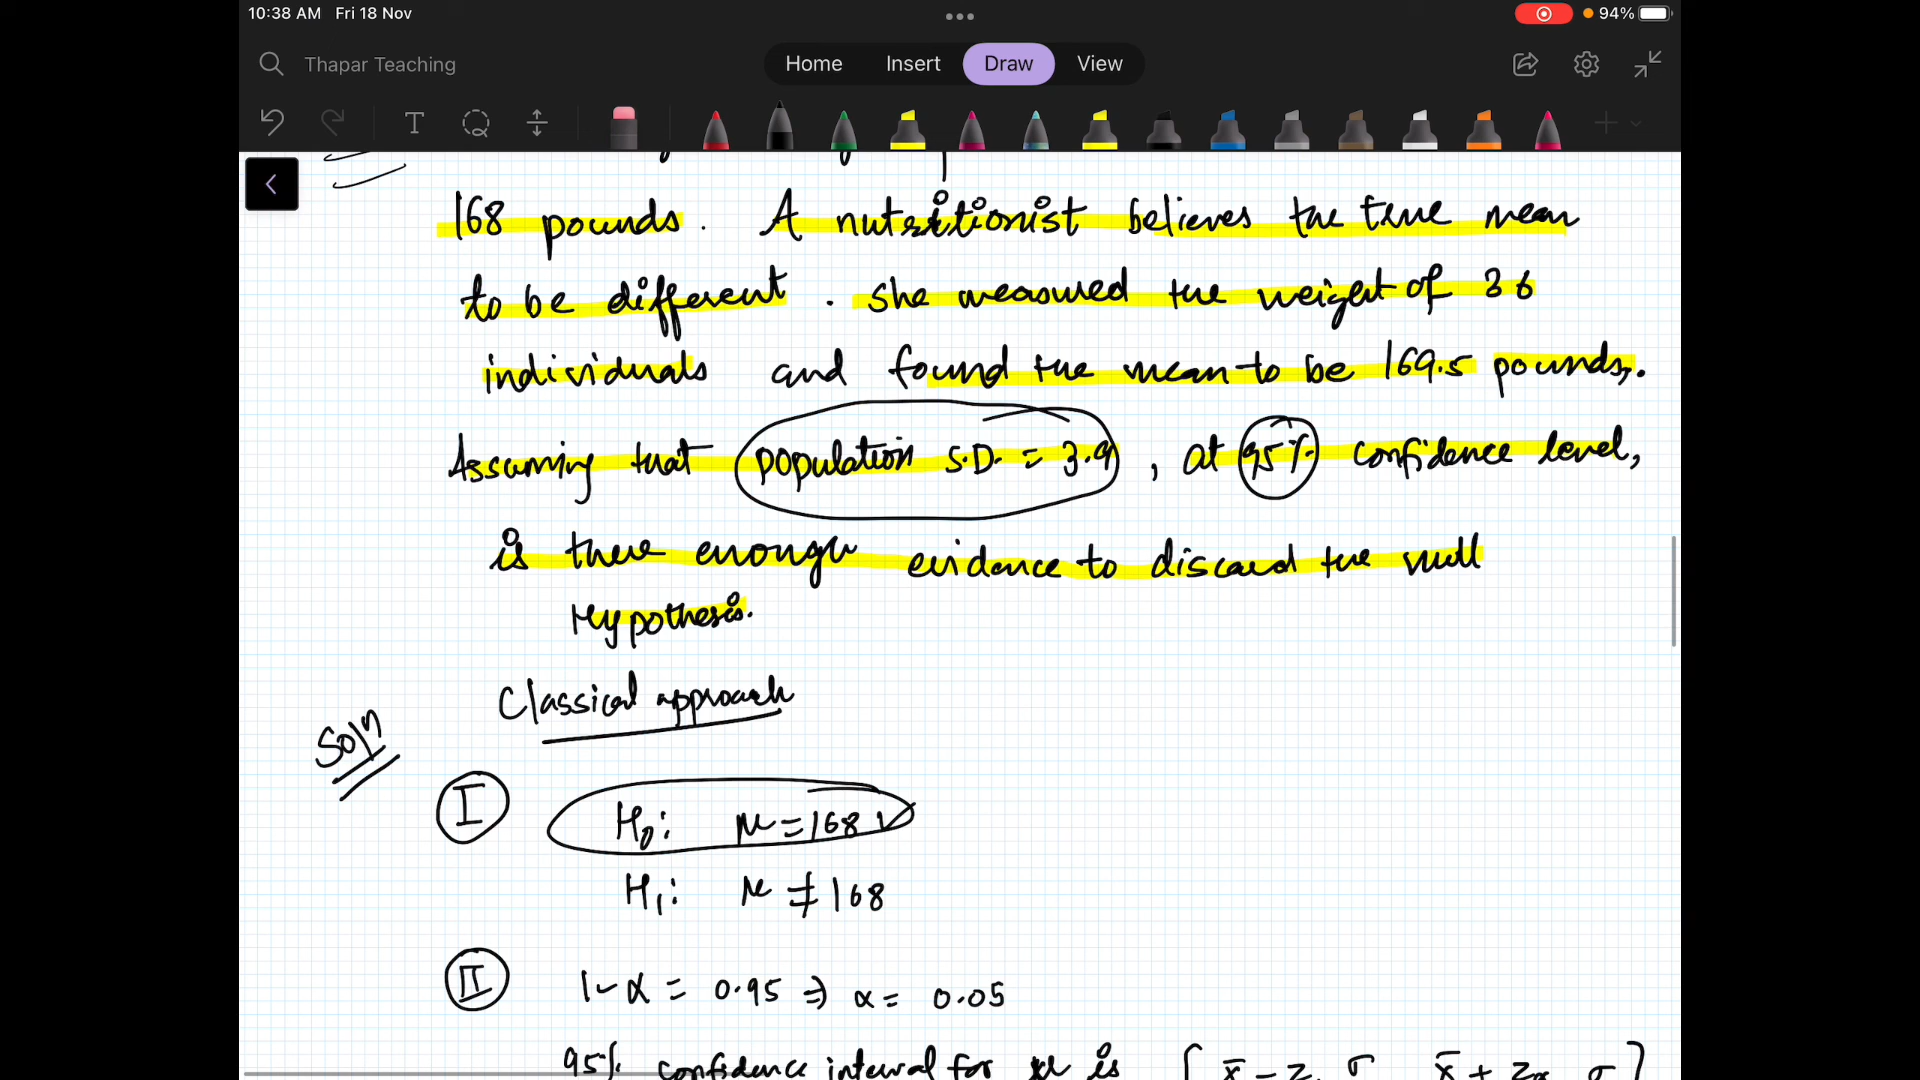 10:38 AM Fri 18 Nov
94%
Thapar Teaching
Home Insert Draw View
T
168 pounds. A nutritionist believes the true mean
to be different. she measured the weight of 36
individuals and found the mean to be 169.5 pounds.
Assuming that population S.D. = 3.9, at 95% confidence level,
is there enough evidence to discard the null
Hypothesis.
Classical approach
Soln
I H₀: μ = 168 ✓
H₁: μ ≠ 168
II 1-α = 0.95 ⇒ α = 0.05
95% confidence interval for μ is